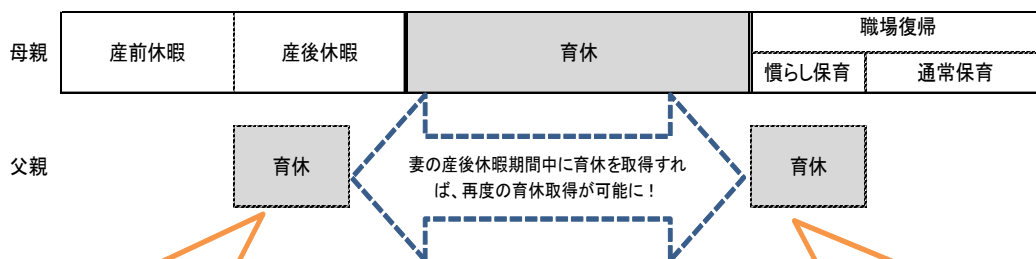 母親
産前休暇
産後休暇
育休
職場復帰
慣らし保育
通常保育
父親
育休
妻の産後休暇期間中に育休を取得すれ
ば、再度の育休取得が可能に！
育休